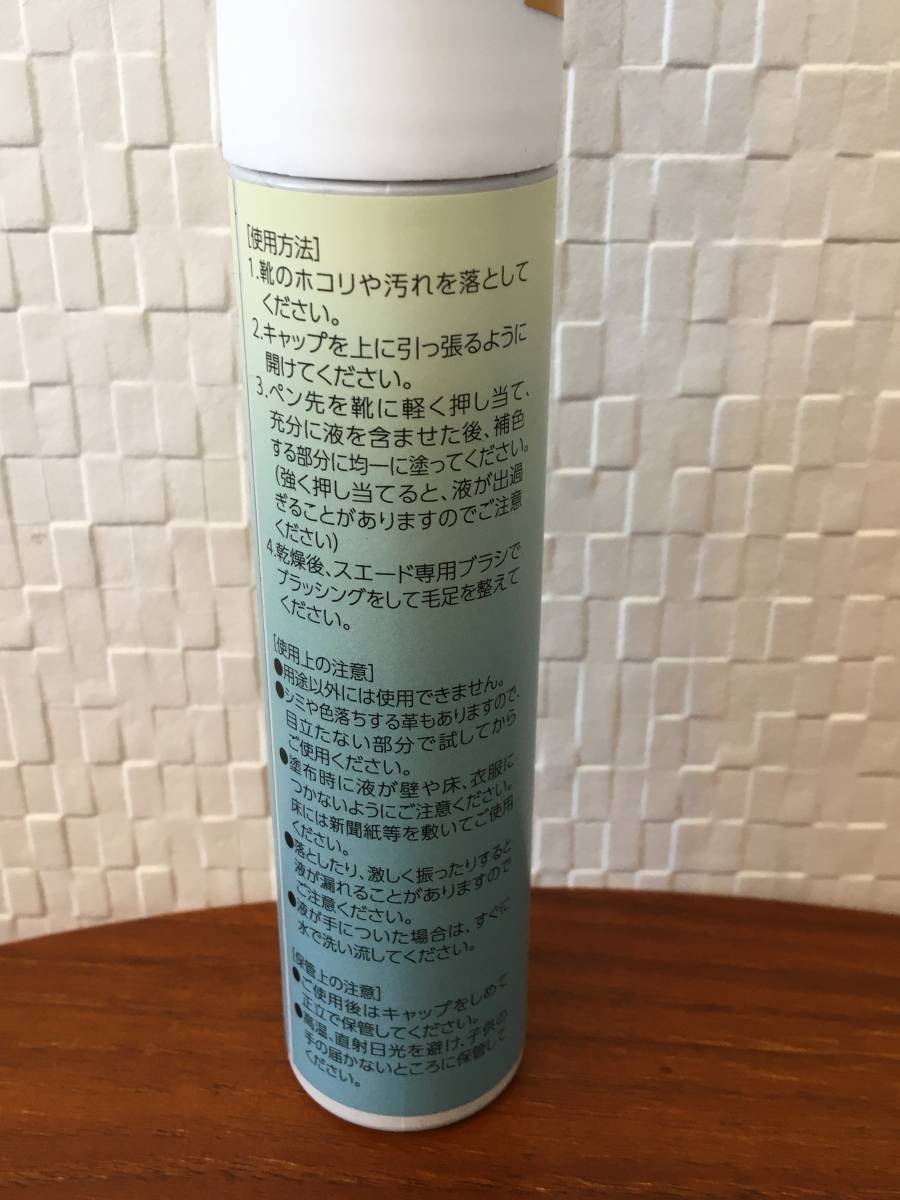 [使用方法]
1.靴のホコリや汚れを落として
ください。
2.キャップを上に引っ張るように
開けてください。
3.ペン先を靴に軽く押し当て、
充分に液を含ませた後、補色
する部分に均一に塗ってください。
(強く押し当てると、液が出過
ぎることがありますのでご注意
ください)
4.乾燥後、スエード専用ブラシで
ブラッシングをして毛足を整えて
ください。
[使用上の注意]
●用途以外には使用できません。
●シミや色落ちする革もありますので、
目立たない部分で試してから
ご使用ください。
●塗布時に液が壁や床、衣服に
つかないようにご注意ください。
床には新聞紙等を敷いてご使用
ください。
●落としたり、激しく振ったりすると
液が漏れることがありますので
ご注意ください。
●液が手についた場合は、すぐに
水で洗い流してください。
[保管上の注意]
●ご使用後はキャップをしめて
正立で保管してください。
●高温、直射日光を避け、子供の
手の届かないところに保管して
ください。